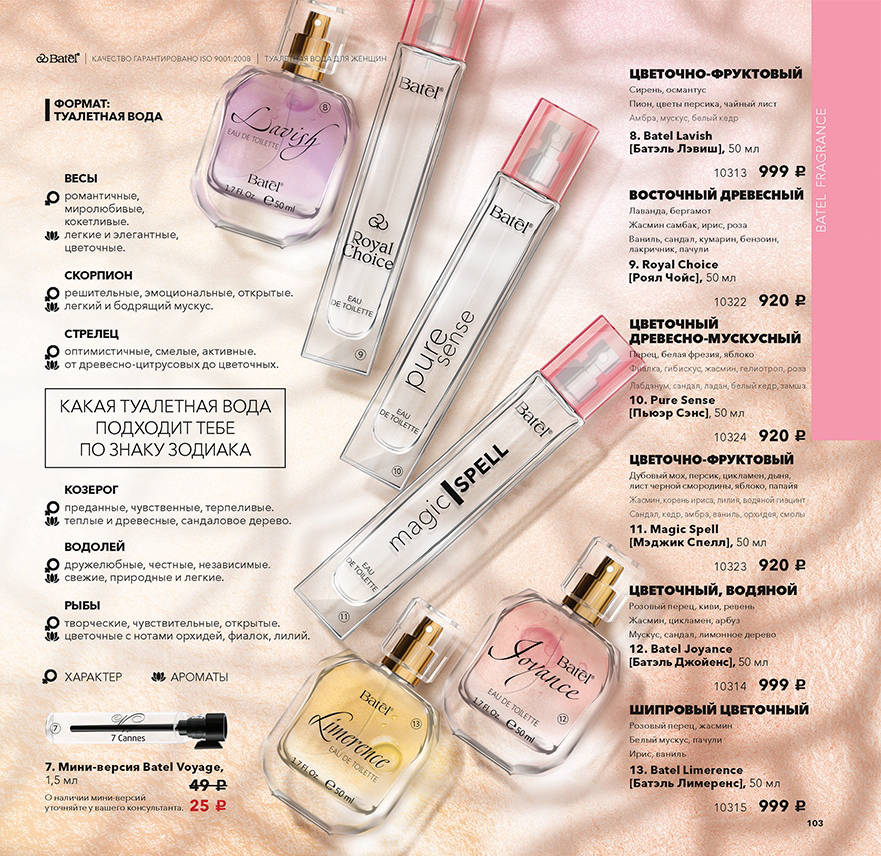 Batel® | КАЧЕСТВО ГАРАНТИРОВАНО ISO 9001:2008 | ТУАЛЕТНАЯ ВОДА ДЛЯ ЖЕНЩИН
ФОРМАТ:
ТУАЛЕТНАЯ ВОДА
ВЕСЫ
романтичные,
миролюбивые,
кокетливые.
легкие и элегантные,
цветочные.
СКОРПИОН
решительные, эмоциональные, открытые.
легкий и бодрящий мускус.
СТРЕЛЕЦ
оптимистичные, смелые, активные.
от древесно-цитрусовых до цветочных.
КАКАЯ ТУАЛЕТНАЯ ВОДА
ПОДХОДИТ ТЕБЕ
ПО ЗНАКУ ЗОДИАКА
КОЗЕРОГ
преданные, чувственные, терпеливые.
теплые и древесные, сандаловое дерево.
ВОДОЛЕЙ
дружелюбные, честные, независимые.
свежие, природные и легкие.
РЫБЫ
творческие, чувствительные, открытые.
цветочные с нотами орхидей, фиалок, лилий.
ХАРАКТЕР АРОМАТЫ
7
7 Cannes
7. Мини-версия Batel Voyage,
1,5 мл
49 ₽
О наличии мини-версий
уточняйте у вашего консультанта.
25 ₽
8
Lavish
EAU DE TOILETTE
Batel®
1.7 Fl. Oz. e 50 ml
Batel®
Royal
Choice
EAU
DE TOILETTE
9
Batel®
pure
sense
EAU
DE TOILETTE
10
Batel®
magic SPELL
EAU
DE TOILETTE
11
Batel®
Joyance
EAU DE TOILETTE
1.7 Fl. Oz. e 50 ml
12
Batel®
13
Limerence
EAU DE TOILETTE
1.7 Fl. Oz. e 50 ml
ЦВЕТОЧНО-ФРУКТОВЫЙ
Сирень, османтус
Пион, цветы персика, чайный лист
Амбра, мускус, белый кедр
8. Batel Lavish
[Батэль Лэвиш], 50 мл
10313 999 ₽
ВОСТОЧНЫЙ ДРЕВЕСНЫЙ
Лаванда, бергамот
Жасмин самбак, ирис, роза
Ваниль, сандал, кумарин, бензоин,
лакричник, пачули
9. Royal Choice
[Роял Чойс], 50 мл
10322 920 ₽
ЦВЕТОЧНЫЙ
ДРЕВЕСНО-МУСКУСНЫЙ
Перец, белая фрезия, яблоко
Фиалка, гибискус, жасмин, гелиотроп, роза
Лабданум, сандал, ладан, белый кедр, замша
10. Pure Sense
[Пьюэр Сэнс], 50 мл
10324 920 ₽
ЦВЕТОЧНО-ФРУКТОВЫЙ
Дубовый мох, персик, цикламен, дыня,
лист черной смородины, яблоко, папайя
Жасмин, корень ириса, лилия, водяной гиацинт
Сандал, кедр, амбра, ваниль, орхидея, смолы
11. Magic Spell
[Мэджик Спелл], 50 мл
10323 920 ₽
ЦВЕТОЧНЫЙ, ВОДЯНОЙ
Розовый перец, киви, ревень
Жасмин, цикламен, арбуз
Мускус, сандал, лимонное дерево
12. Batel Joyance
[Батэль Джойенс], 50 мл
10314 999 ₽
ШИПРОВЫЙ ЦВЕТОЧНЫЙ
Розовый перец, жасмин
Белый мускус, пачули
Ирис, ваниль
13. Batel Limerence
[Батэль Лимеренс], 50 мл
10315 999 ₽
BATEL FRAGRANCE
103